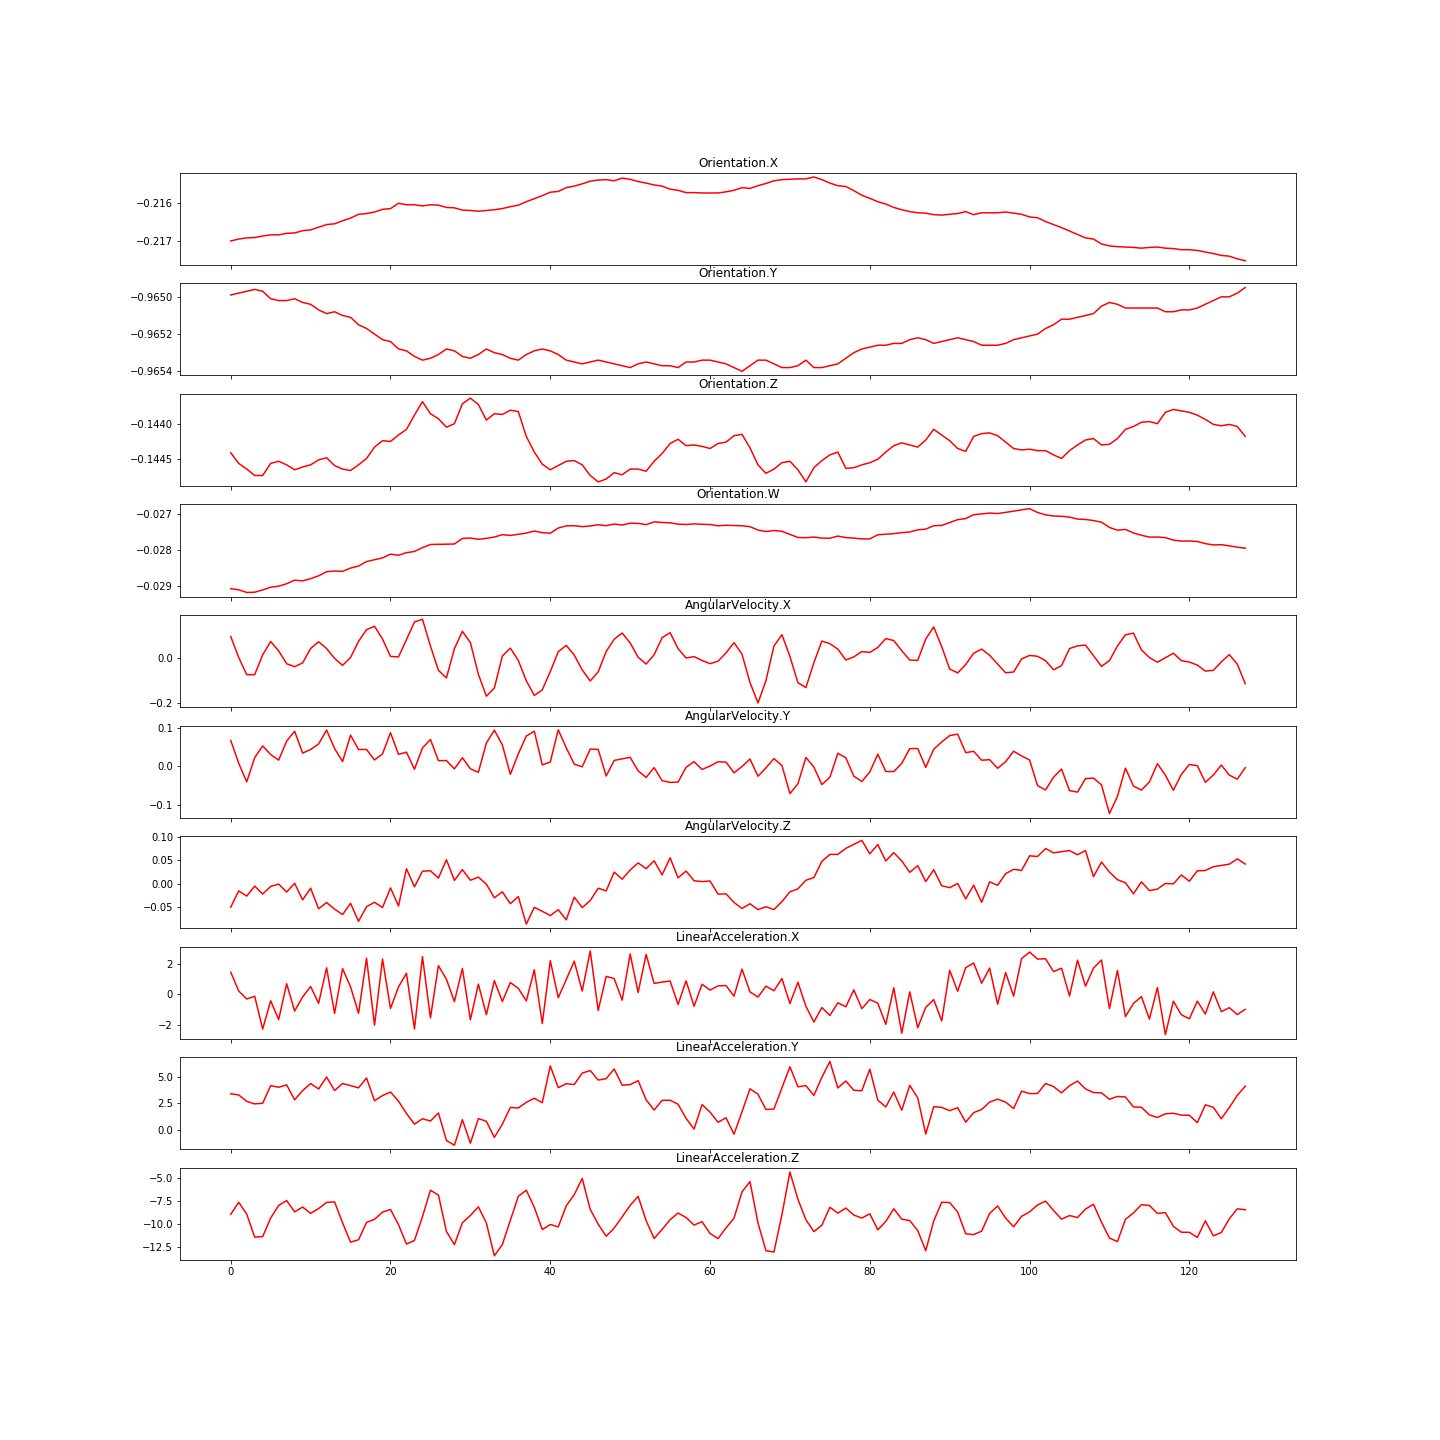 Orientation.X
−0.216
−0.217
Orientation.Y
−0.9650
−0.9652
−0.9654
Orientation.Z
−0.1440
−0.1445
Orientation.W
−0.027
−0.028
−0.029
AngularVelocity.X
0.0
−0.2
AngularVelocity.Y
0.1
0.0
−0.1
AngularVelocity.Z
0.10
0.05
0.00
−0.05
LinearAcceleration.X
2
0
−2
LinearAcceleration.Y
5.0
2.5
0.0
LinearAcceleration.Z
−5.0
−7.5
−10.0
−12.5
0 20 40 60 80 100 120